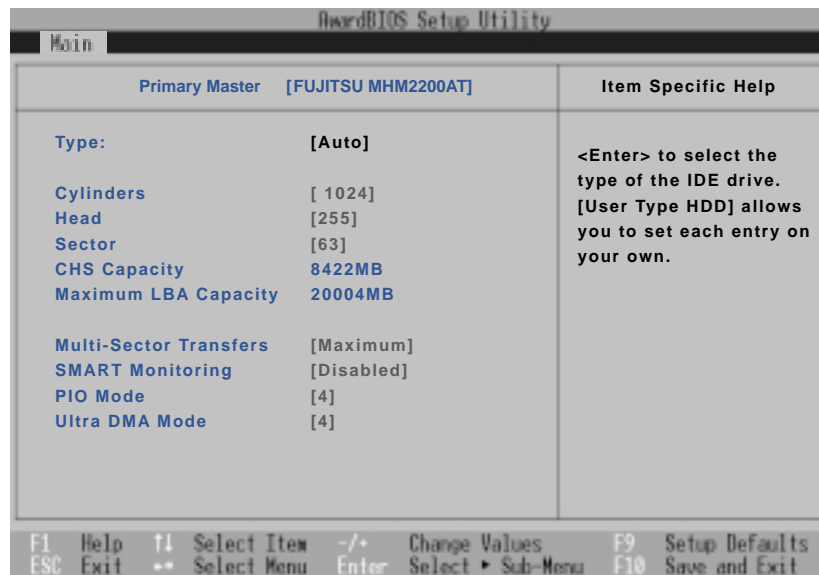 AwardBIOS Setup Utility
Main
Primary Master [FUJITSU MHM2200AT]
Item Specific Help
Type: [Auto]
<Enter> to select the
type of the IDE drive.
[User Type HDD] allows
you to set each entry on
your own.
Cylinders [ 1024]
Head [255]
Sector [63]
CHS Capacity 8422MB
Maximum LBA Capacity 20004MB
Multi-Sector Transfers [Maximum]
SMART Monitoring [Disabled]
PIO Mode [4]
Ultra DMA Mode [4]
F1 Help ↑↓ Select Item -/+ Change Values F9 Setup Defaults
ESC Exit ←→ Select Menu Enter Select ▸ Sub-Menu F10 Save and Exit